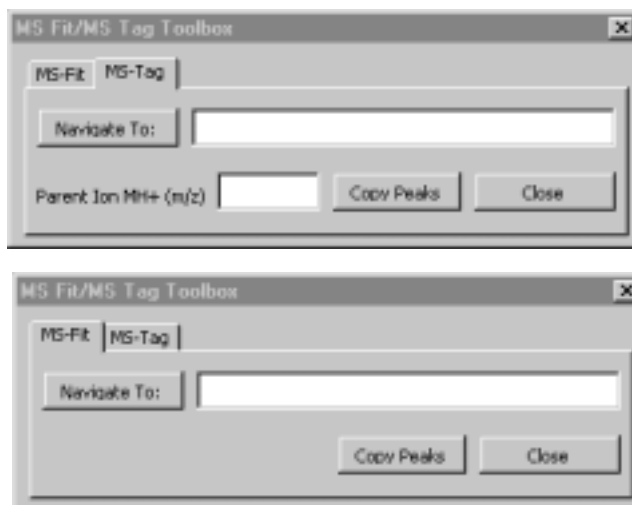 MS Fit/MS Tag Toolbox
MS-Fit MS-Tag
Navigate To:
Parent Ion MH+ (m/z) Copy Peaks Close
MS Fit/MS Tag Toolbox
MS-Fit MS-Tag
Navigate To:
Copy Peaks Close